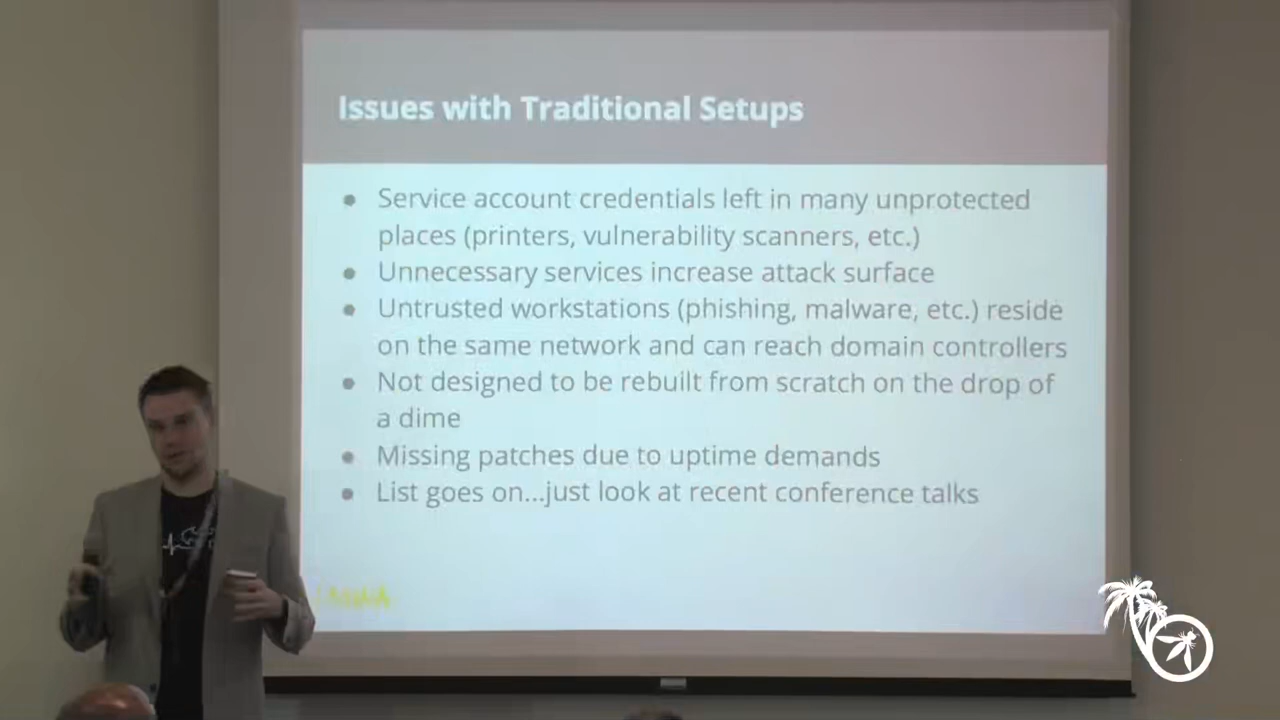 Issues with Traditional Setups
● Service account credentials left in many unprotected
places (printers, vulnerability scanners, etc.)
● Unnecessary services increase attack surface
● Untrusted workstations (phishing, malware, etc.) reside
on the same network and can reach domain controllers
● Not designed to be rebuilt from scratch on the drop of
a dime
● Missing patches due to uptime demands
● List goes on...just look at recent conference talks